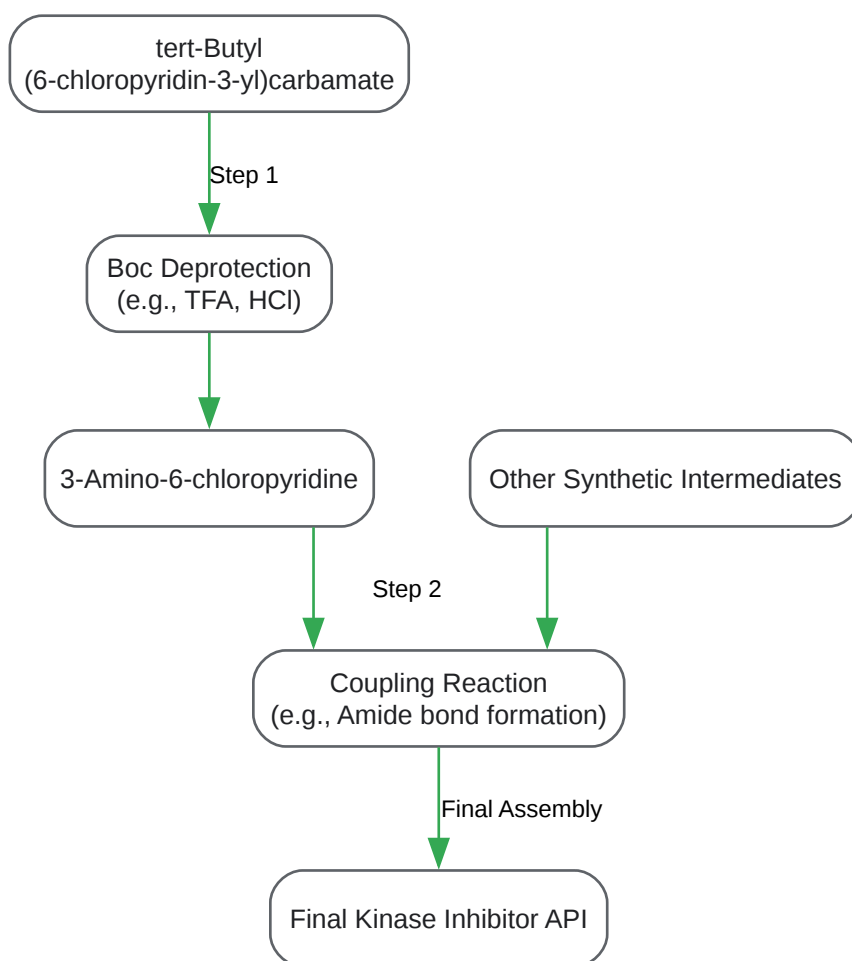 tert-Butyl
(6-chloropyridin-3-yl)carbamate
Step 1
Boc Deprotection
(e.g., TFA, HCl)
3-Amino-6-chloropyridine
Other Synthetic Intermediates
Step 2
Coupling Reaction
(e.g., Amide bond formation)
Final Assembly
Final Kinase Inhibitor API